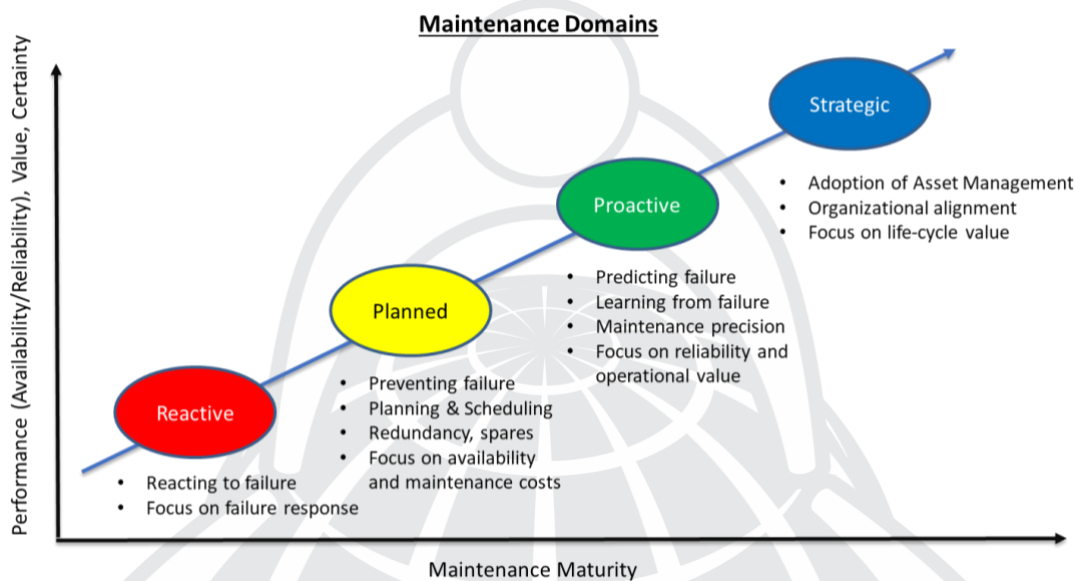 Maintenance Domains
Performance (Availability/Reliability), Value, Certainty
Strategic
• Adoption of Asset Management
• Organizational alignment
• Focus on life-cycle value
Proactive
• Predicting failure
• Learning from failure
• Maintenance precision
• Focus on reliability and
operational value
Planned
• Preventing failure
• Planning & Scheduling
• Redundancy, spares
• Focus on availability
and maintenance costs
Reactive
• Reacting to failure
• Focus on failure response
Maintenance Maturity